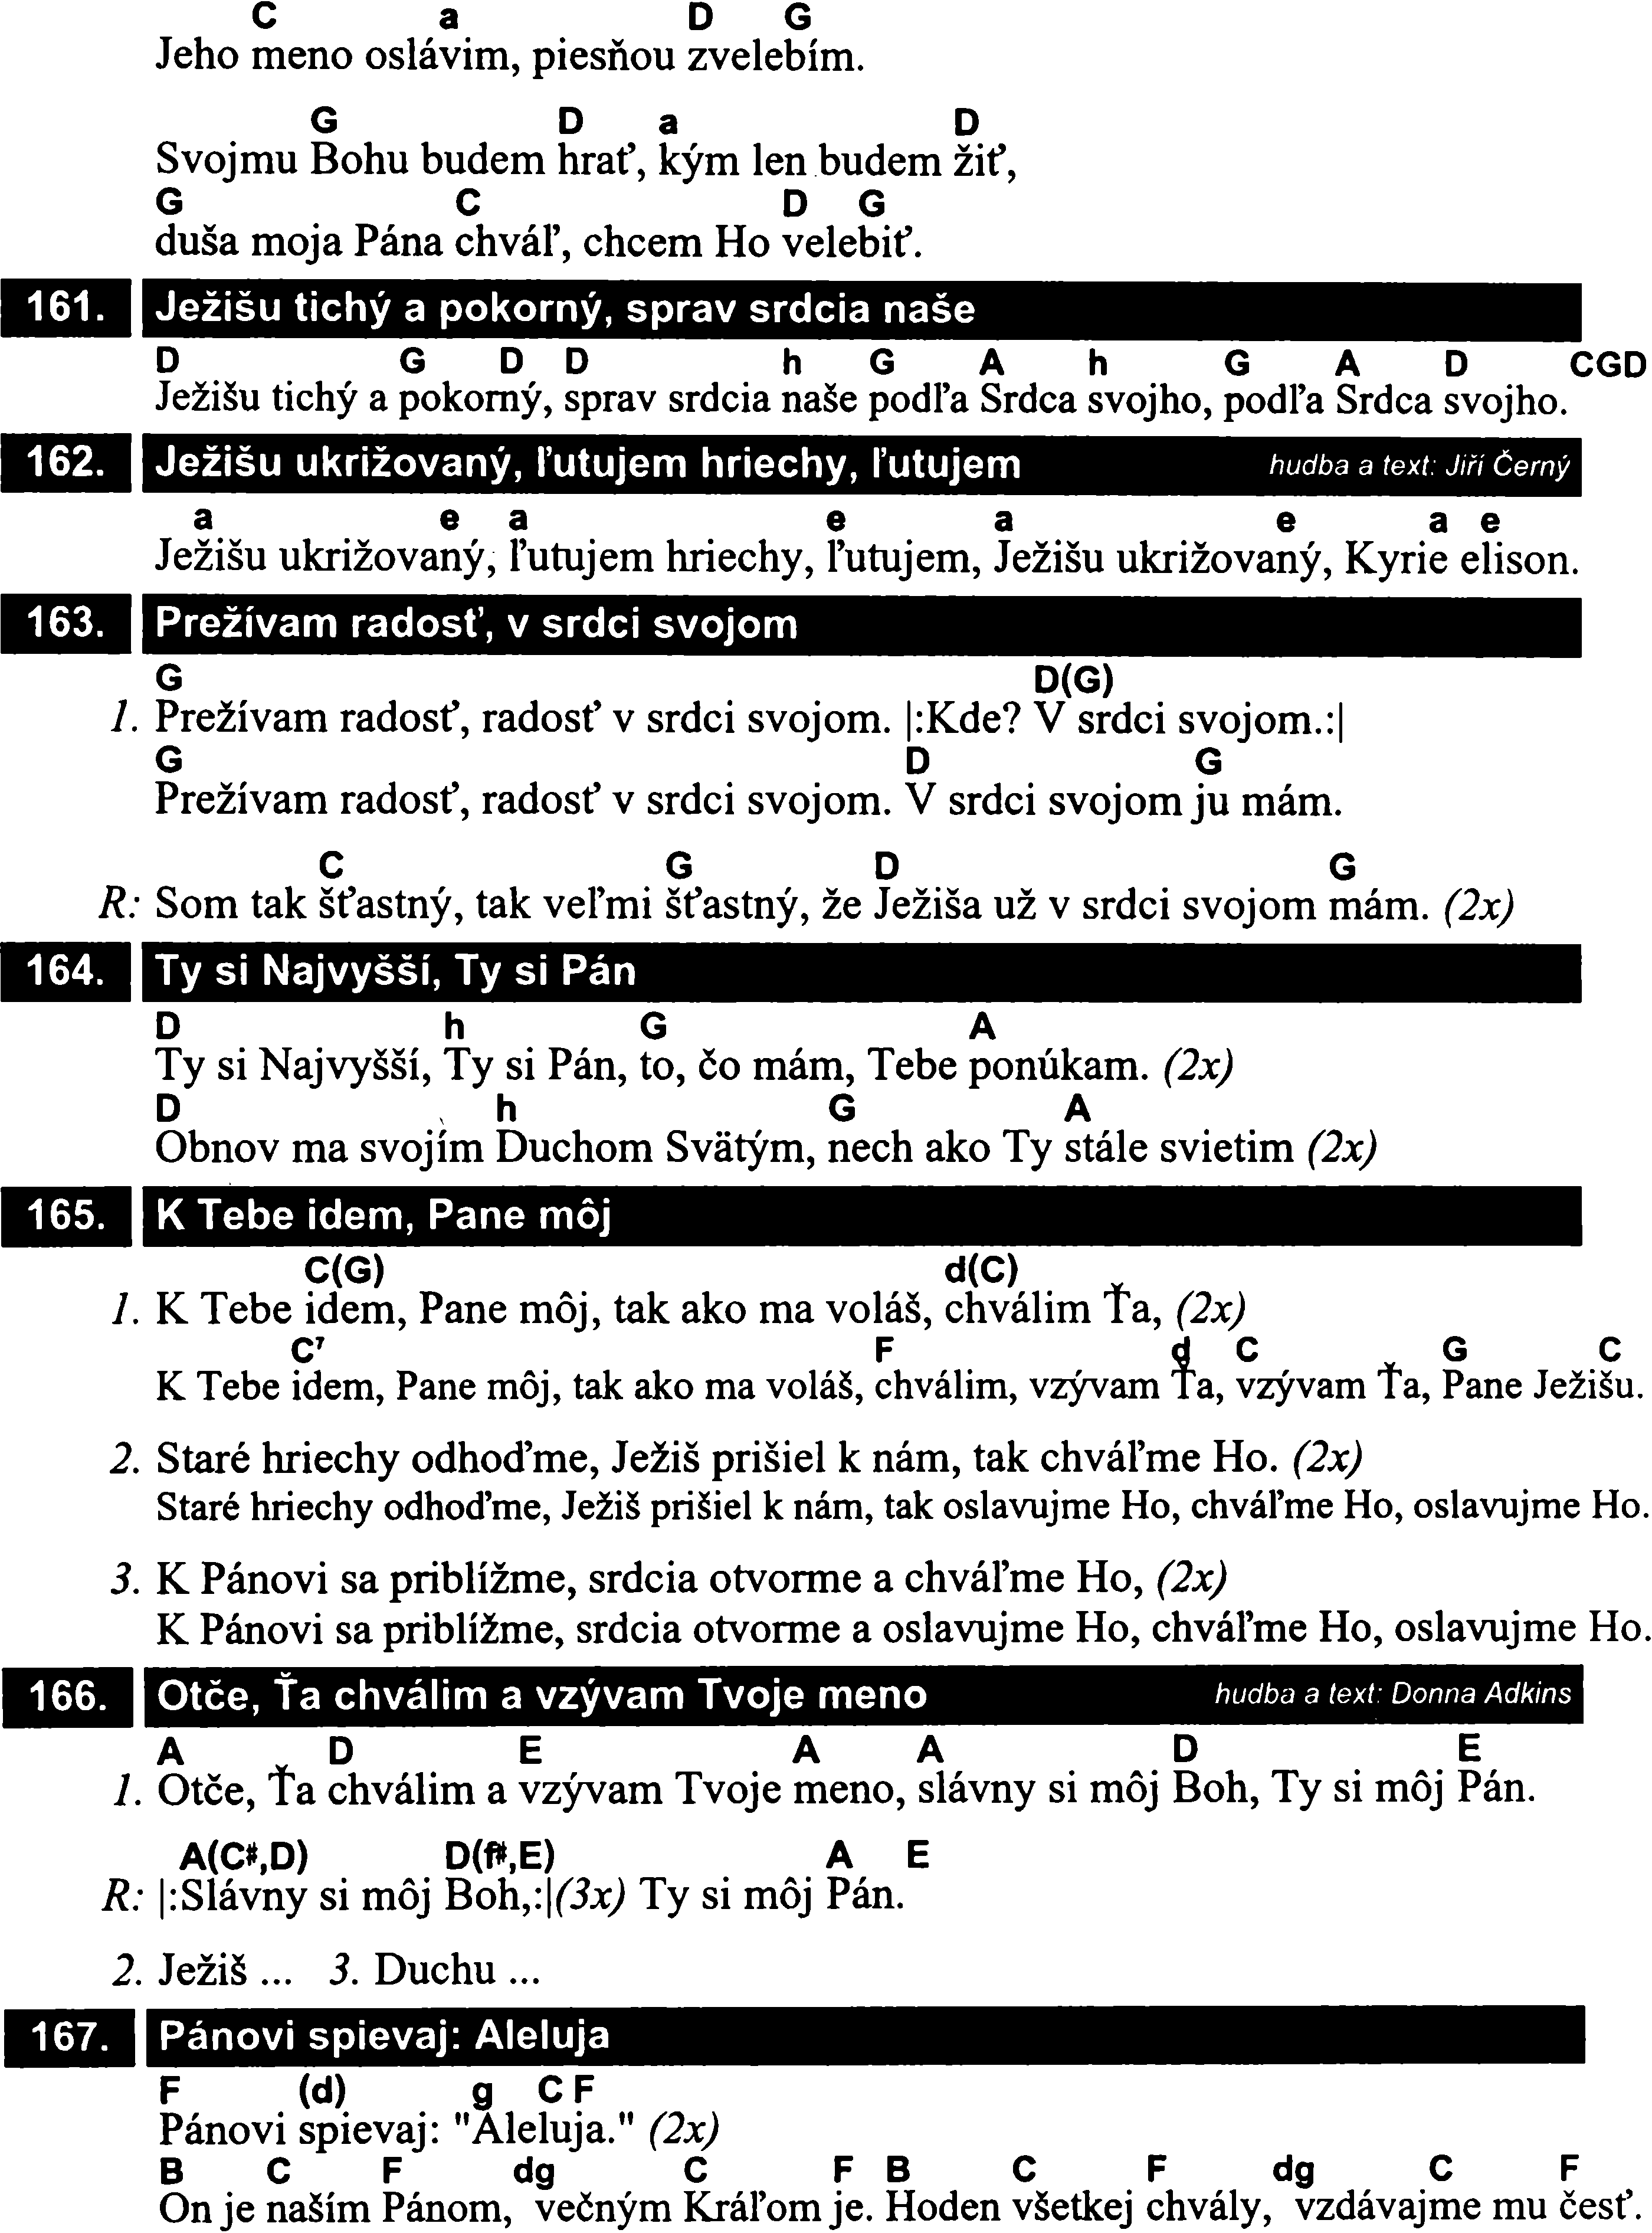 C a D G
Jeho meno oslávim, piesňou zvelebím.
G D a D
Svojmu Bohu budem hrať, kým len budem žiť,
G C D G
duša moja Pána chváľ, chcem Ho velebiť.
161. Ježišu tichý a pokorný, sprav srdcia naše
D G D D h G A h G A D CGD
Ježišu tichý a pokorný, sprav srdcia naše podľa Srdca svojho, podľa Srdca svojho.
162. Ježišu ukrižovaný, ľutujem hriechy, ľutujem hudba a text: Jiří Černý
a e a e a e a e
Ježišu ukrižovaný, ľutujem hriechy, ľutujem, Ježišu ukrižovaný, Kyrie elison.
163. Prežívam radosť, v srdci svojom
G D(G)
1. Prežívam radosť, radosť v srdci svojom. |:Kde? V srdci svojom.:|
G D G
Prežívam radosť, radosť v srdci svojom. V srdci svojom ju mám.
C G D G
R: Som tak šťastný, tak veľmi šťastný, že Ježiša už v srdci svojom mám. (2x)
164. Ty si Najvyšší, Ty si Pán
D h G A
Ty si Najvyšší, Ty si Pán, to, čo mám, Tebe ponúkam. (2x)
D h G A
Obnov ma svojím Duchom Svätým, nech ako Ty stále svietim (2x)
165. K Tebe idem, Pane môj
C(G) d(C)
1. K Tebe idem, Pane môj, tak ako ma voláš, chválim Ťa, (2x)
C7 F d C G C
K Tebe idem, Pane môj, tak ako ma voláš, chválim, vzývam Ťa, vzývam Ťa, Pane Ježišu.
2. Staré hriechy odhoďme, Ježiš prišiel k nám, tak chváľme Ho. (2x)
Staré hriechy odhoďme, Ježiš prišiel k nám, tak oslavujme Ho, chváľme Ho, oslavujme Ho.
3. K Pánovi sa priblížme, srdcia otvorme a chváľme Ho, (2x)
K Pánovi sa priblížme, srdcia otvorme a oslavujme Ho, chváľme Ho, oslavujme Ho.
166. Otče, Ťa chválim a vzývam Tvoje meno hudba a text: Donna Adkins
A D E A A D E
1. Otče, Ťa chválim a vzývam Tvoje meno, slávny si môj Boh, Ty si môj Pán.
A(C#,D) D(f#,E) A E
R: |:Slávny si môj Boh,:|(3x) Ty si môj Pán.
2. Ježiš ... 3. Duchu ...
167. Pánovi spievaj: Aleluja
F (d) g C F
Pánovi spievaj: "Aleluja." (2x)
B C F dg C F B C F dg C F
On je naším Pánom, večným Kráľom je. Hoden všetkej chvály, vzdávajme mu česť.